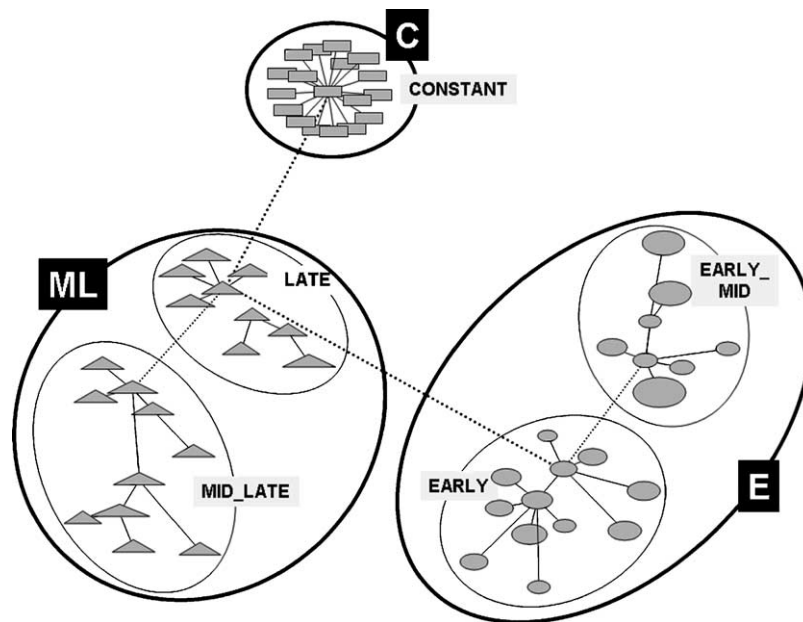 C
CONSTANT
ML
LATE
EARLY_
MID
MID_LATE
EARLY
E